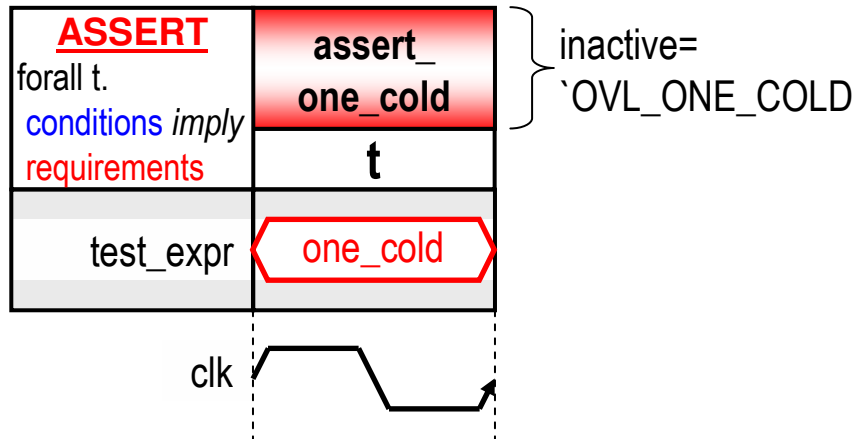 ASSERT
forall t.
conditions imply
requirements
assert_
one_cold
t
inactive=
`OVL_ONE_COLD
test_expr
one_cold
clk